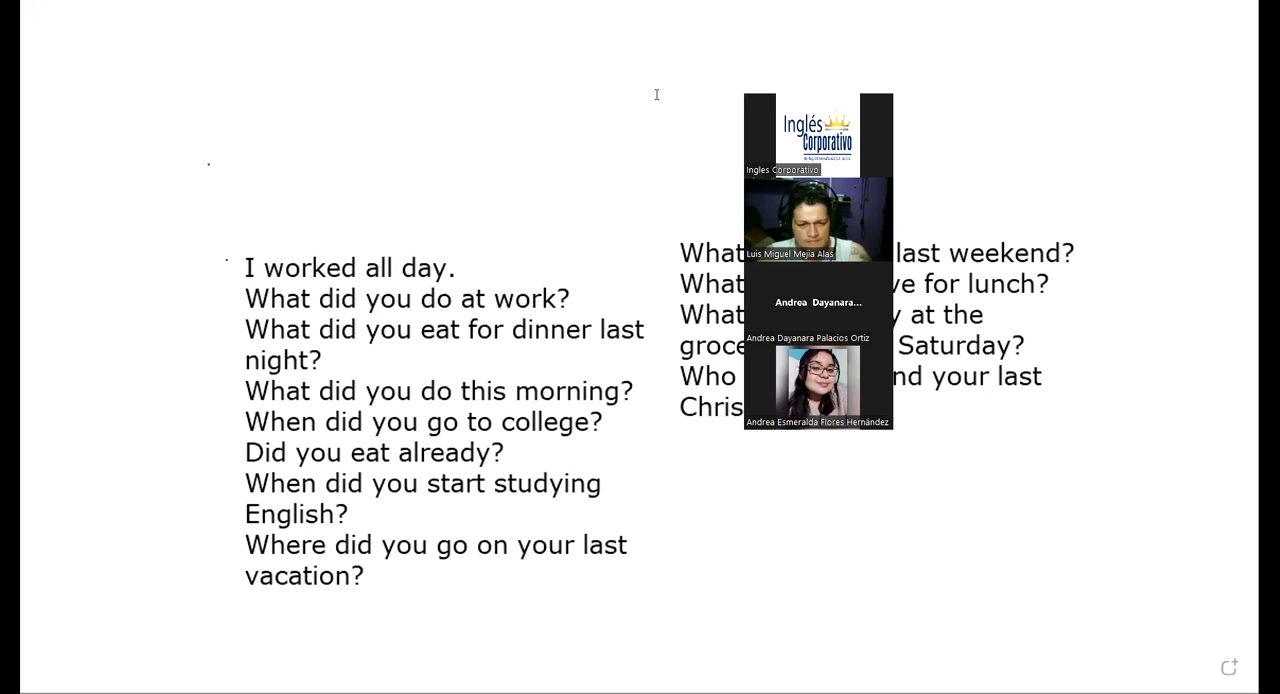 I worked all day.
What did you do at work?
What did you eat for dinner last
night?
What did you do this morning?
When did you go to college?
Did you eat already?
When did you start studying
English?
Where did you go on your last
vacation?
What last weekend?
What for lunch?
What at the
Saturday?
Who your last
Inglés
Corporativo
Ingles Corporativo
Luis Miguel Mejia Alas
Andrea Dayanara...
Andrea Dayanara Palacios Ortiz
Andrea Esmeralda Flores Hernández